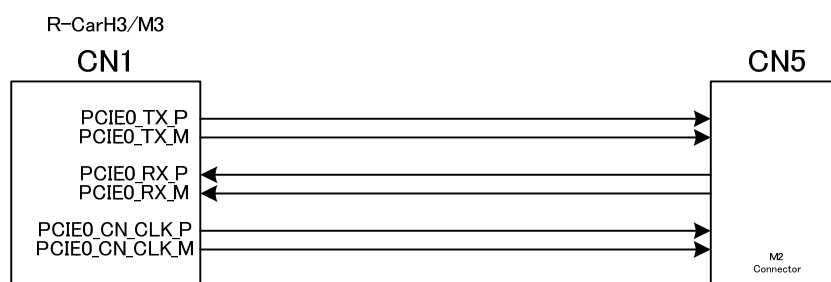 R-CarH3/M3
CN1
CN5
PCIE0_TX_P
PCIE0_TX_M
PCIE0_RX_P
PCIE0_RX_M
PCIE0_CN_CLK_P
PCIE0_CN_CLK_M
M2
Connector